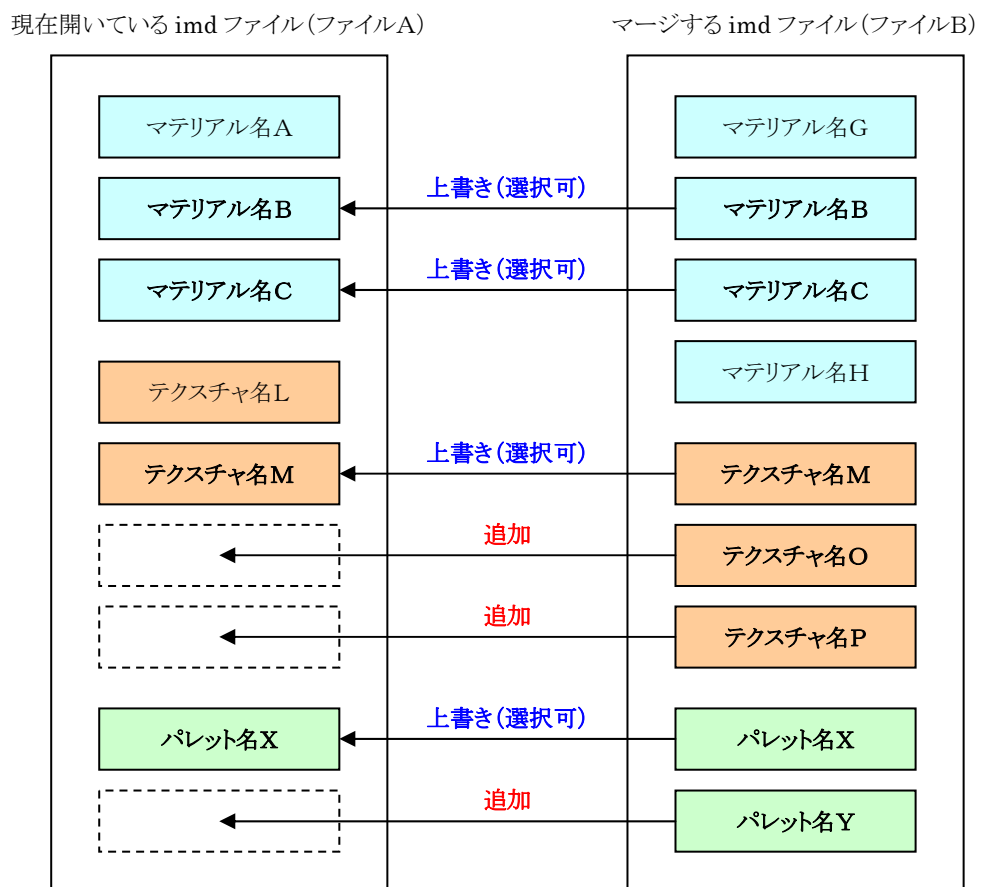 現在開いている imd ファイル（ファイルA）
マージする imd ファイル（ファイルB）
マテリアル名A
マテリアル名G
マテリアル名B
上書き（選択可）
マテリアル名B
マテリアル名C
上書き（選択可）
マテリアル名C
テクスチャ名L
マテリアル名H
テクスチャ名M
上書き（選択可）
テクスチャ名M
追加
テクスチャ名O
追加
テクスチャ名P
パレット名X
上書き（選択可）
パレット名X
追加
パレット名Y